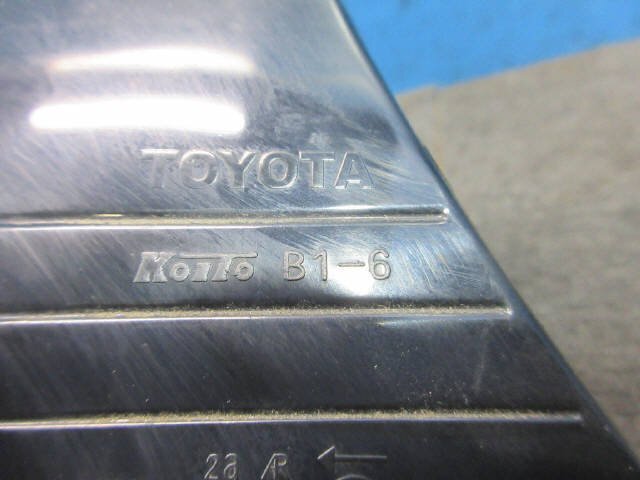 TOYOTA
Koito B1-6
2a /R